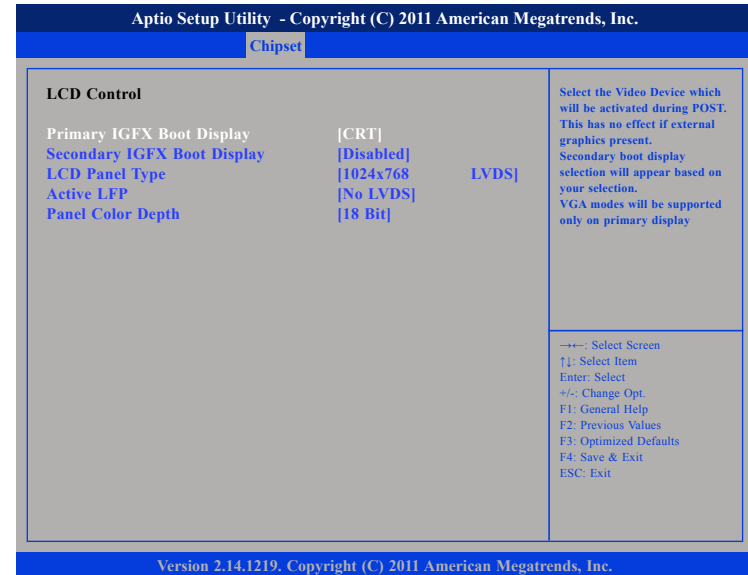 Aptio Setup Utility - Copyright (C) 2011 American Megatrends, Inc.
Chipset
LCD Control
Primary IGFX Boot Display [CRT]
Secondary IGFX Boot Display [Disabled]
LCD Panel Type [1024x768 LVDS]
Active LFP [No LVDS]
Panel Color Depth [18 Bit]
Select the Video Device which
will be activated during POST.
This has no effect if external
graphics present.
Secondary boot display
selection will appear based on
your selection.
VGA modes will be supported
only on primary display
→←: Select Screen
↑↓: Select Item
Enter: Select
+/-: Change Opt.
F1: General Help
F2: Previous Values
F3: Optimized Defaults
F4: Save & Exit
ESC: Exit
Version 2.14.1219. Copyright (C) 2011 American Megatrends, Inc.